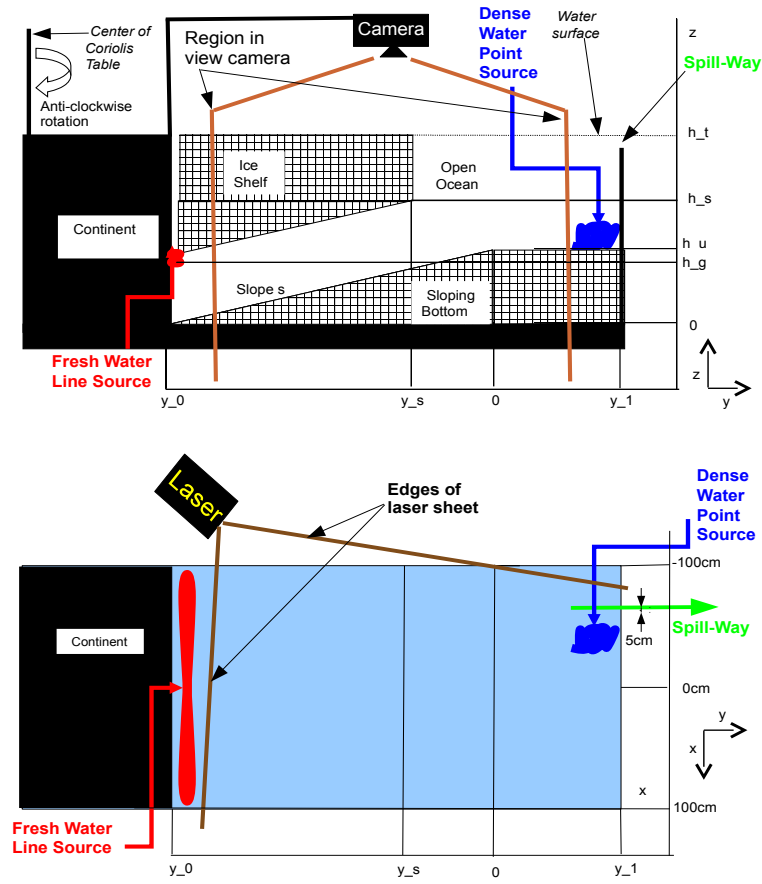 Center of
Coriolis
Table
Anti-clockwise
rotation
Region in
view camera
Camera
Dense
Water
Point
Source
Water
surface
z
Spill-Way
h_t
Ice
Shelf
Open
Ocean
h_s
Continent
h_u
h_g
Slope s
Sloping
Bottom
0
Fresh Water
Line Source
z
y
y_0
y_s
0
y_1
Laser
Edges of
laser sheet
Dense
Water
Point
Source
-100cm
Continent
5cm
Spill-Way
0cm
y
x
x
100cm
Fresh Water
Line Source
y_0
y_s
0
y_1